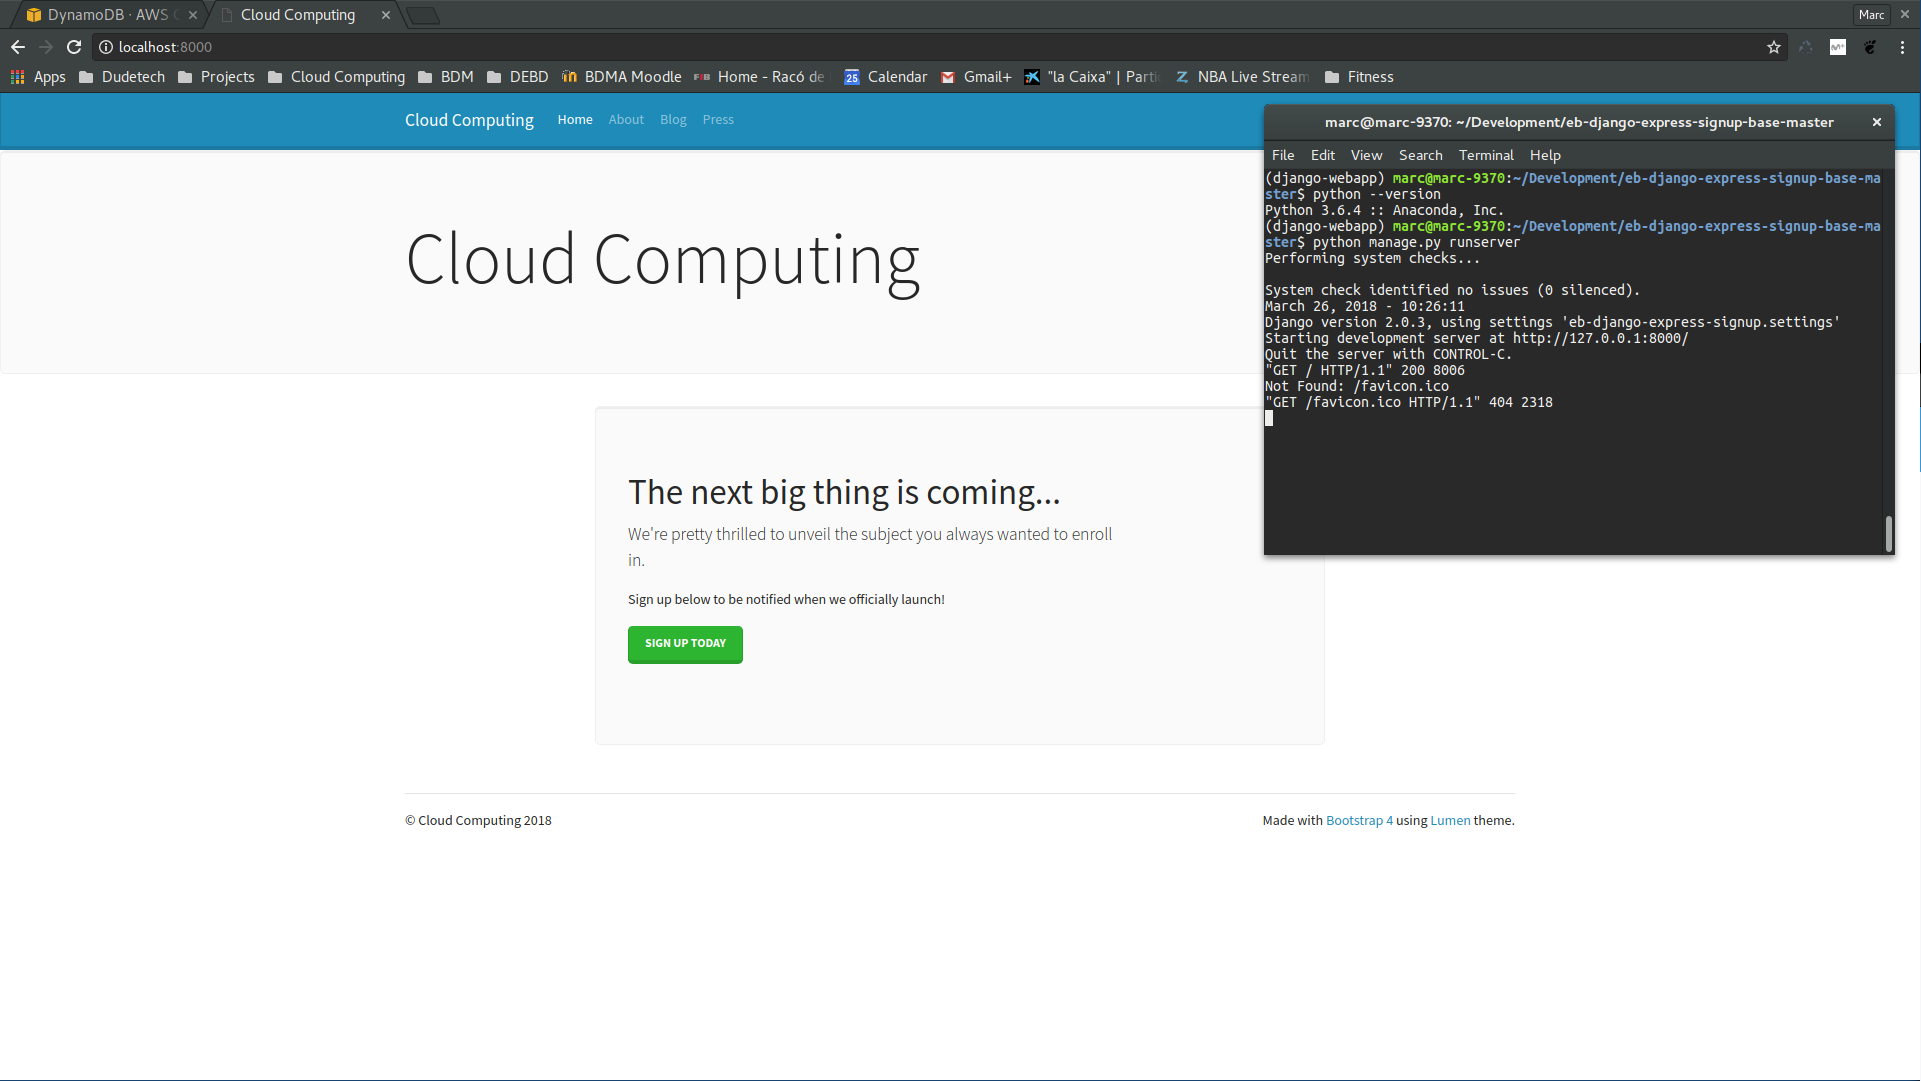 DynamoDB · AWS
Cloud Computing
Marc
localhost:8000
Apps
Dudetech
Projects
Cloud Computing
BDM
DEBD
BDMA Moodle
Home - Racó de
25
Calendar
Gmail+
"la Caixa" | Parti
NBA Live Stream
Fitness
Cloud Computing
Home
About
Blog
Press
Cloud Computing
The next big thing is coming...
We're pretty thrilled to unveil the subject you always wanted to enroll
in.
Sign up below to be notified when we officially launch!
SIGN UP TODAY
© Cloud Computing 2018
Made with Bootstrap 4 using Lumen theme.
marc@marc-9370: ~/Development/eb-django-express-signup-base-master
File Edit View Search Terminal Help
(django-webapp) marc@marc-9370:~/Development/eb-django-express-signup-base-ma
ster$ python --version
Python 3.6.4 :: Anaconda, Inc.
(django-webapp) marc@marc-9370:~/Development/eb-django-express-signup-base-ma
ster$ python manage.py runserver
Performing system checks...
System check identified no issues (0 silenced).
March 26, 2018 - 10:26:11
Django version 2.0.3, using settings 'eb-django-express-signup.settings'
Starting development server at http://127.0.0.1:8000/
Quit the server with CONTROL-C.
"GET / HTTP/1.1" 200 8006
Not Found: /favicon.ico
"GET /favicon.ico HTTP/1.1" 404 2318